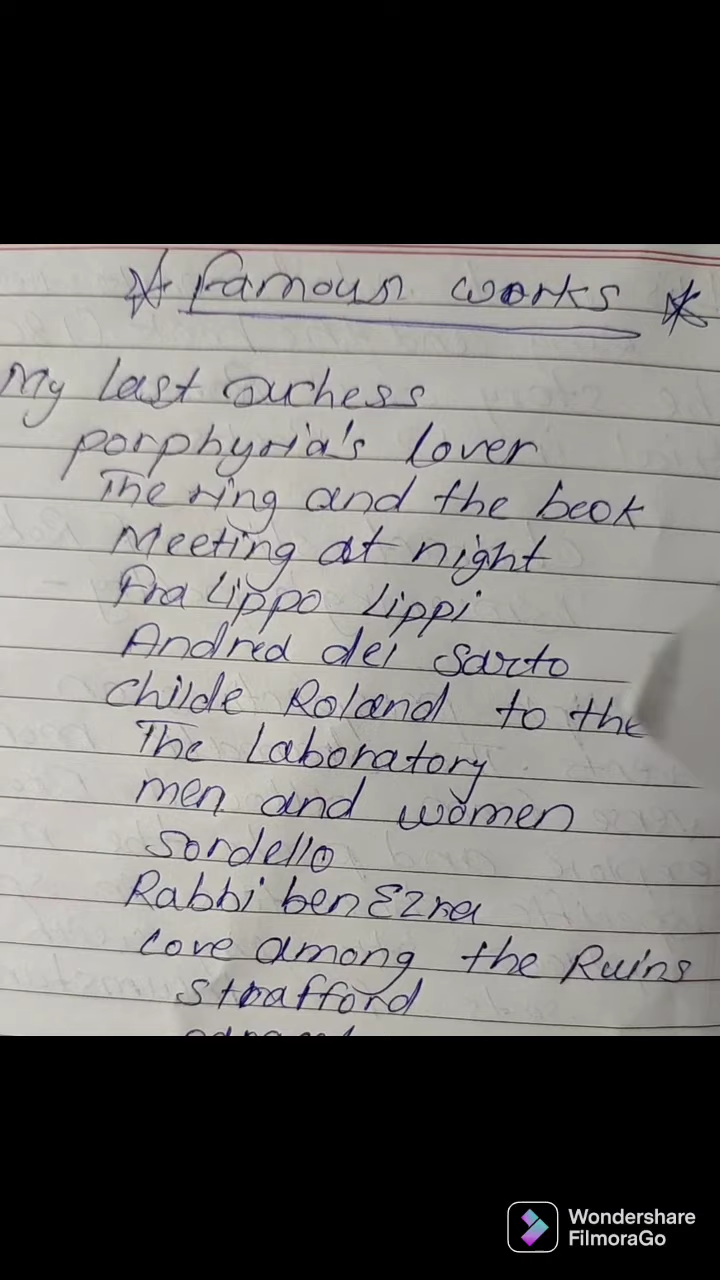 * Famous works *
My last Duchess
porphyria's lover
The ring and the book
Meeting at night
Fra Lippo Lippi
Andrea del Sarto
Childe Roland to the
The Laboratory
men and women
Sordello
Rabbi ben Ezra
Love among the Ruins
Strafford
Wondershare
FilmoraGo